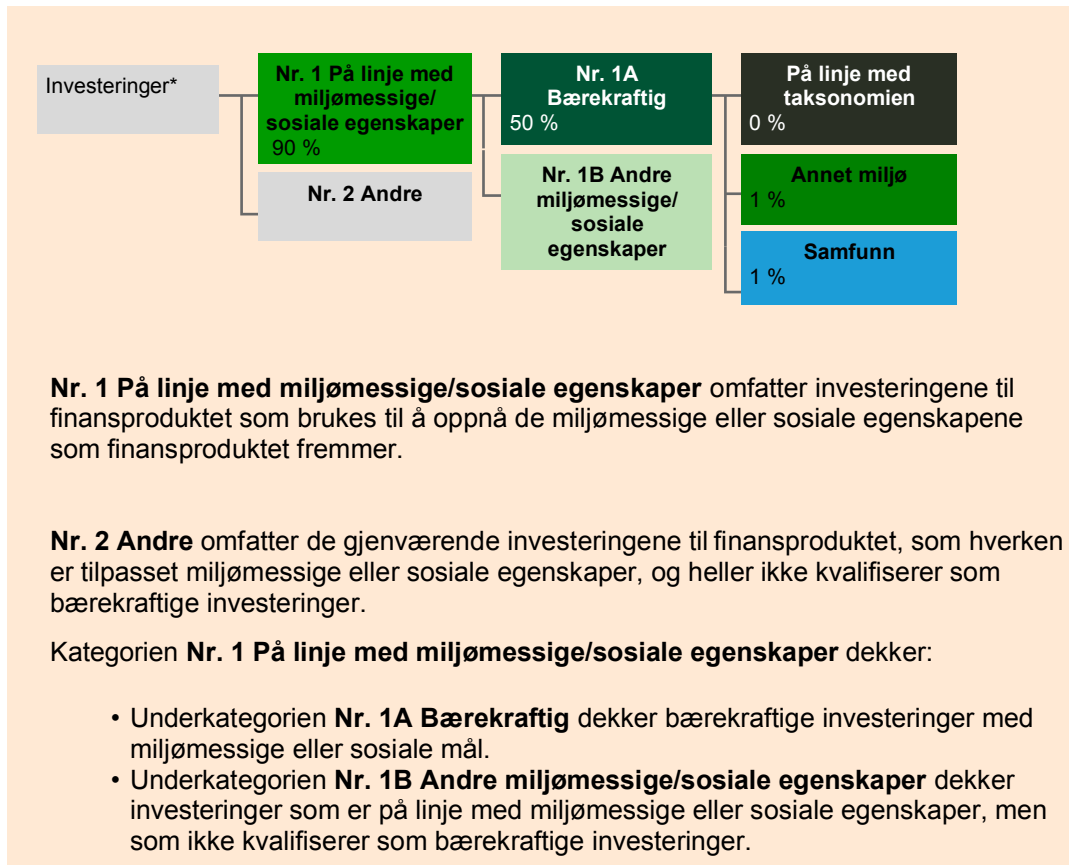 Investeringer*
Nr. 1 På linje med
miljømessige/
sosiale egenskaper
90 %
Nr. 2 Andre
Nr. 1A
Bærekraftig
50 %
Nr. 1B Andre
miljømessige/
sosiale
egenskaper
På linje med
taksonomien
0 %
Annet miljø
1 %
Samfunn
1 %
Nr. 1 På linje med miljømessige/sosiale egenskaper omfatter investeringene til
finansproduktet som brukes til å oppnå de miljømessige eller sosiale egenskapene
som finansproduktet fremmer.
Nr. 2 Andre omfatter de gjenværende investeringene til finansproduktet, som hverken
er tilpasset miljømessige eller sosiale egenskaper, og heller ikke kvalifiserer som
bærekraftige investeringer.
Kategorien Nr. 1 På linje med miljømessige/sosiale egenskaper dekker:
• Underkategorien Nr. 1A Bærekraftig dekker bærekraftige investeringer med
miljømessige eller sosiale mål.
• Underkategorien Nr. 1B Andre miljømessige/sosiale egenskaper dekker
investeringer som er på linje med miljømessige eller sosiale egenskaper, men
som ikke kvalifiserer som bærekraftige investeringer.